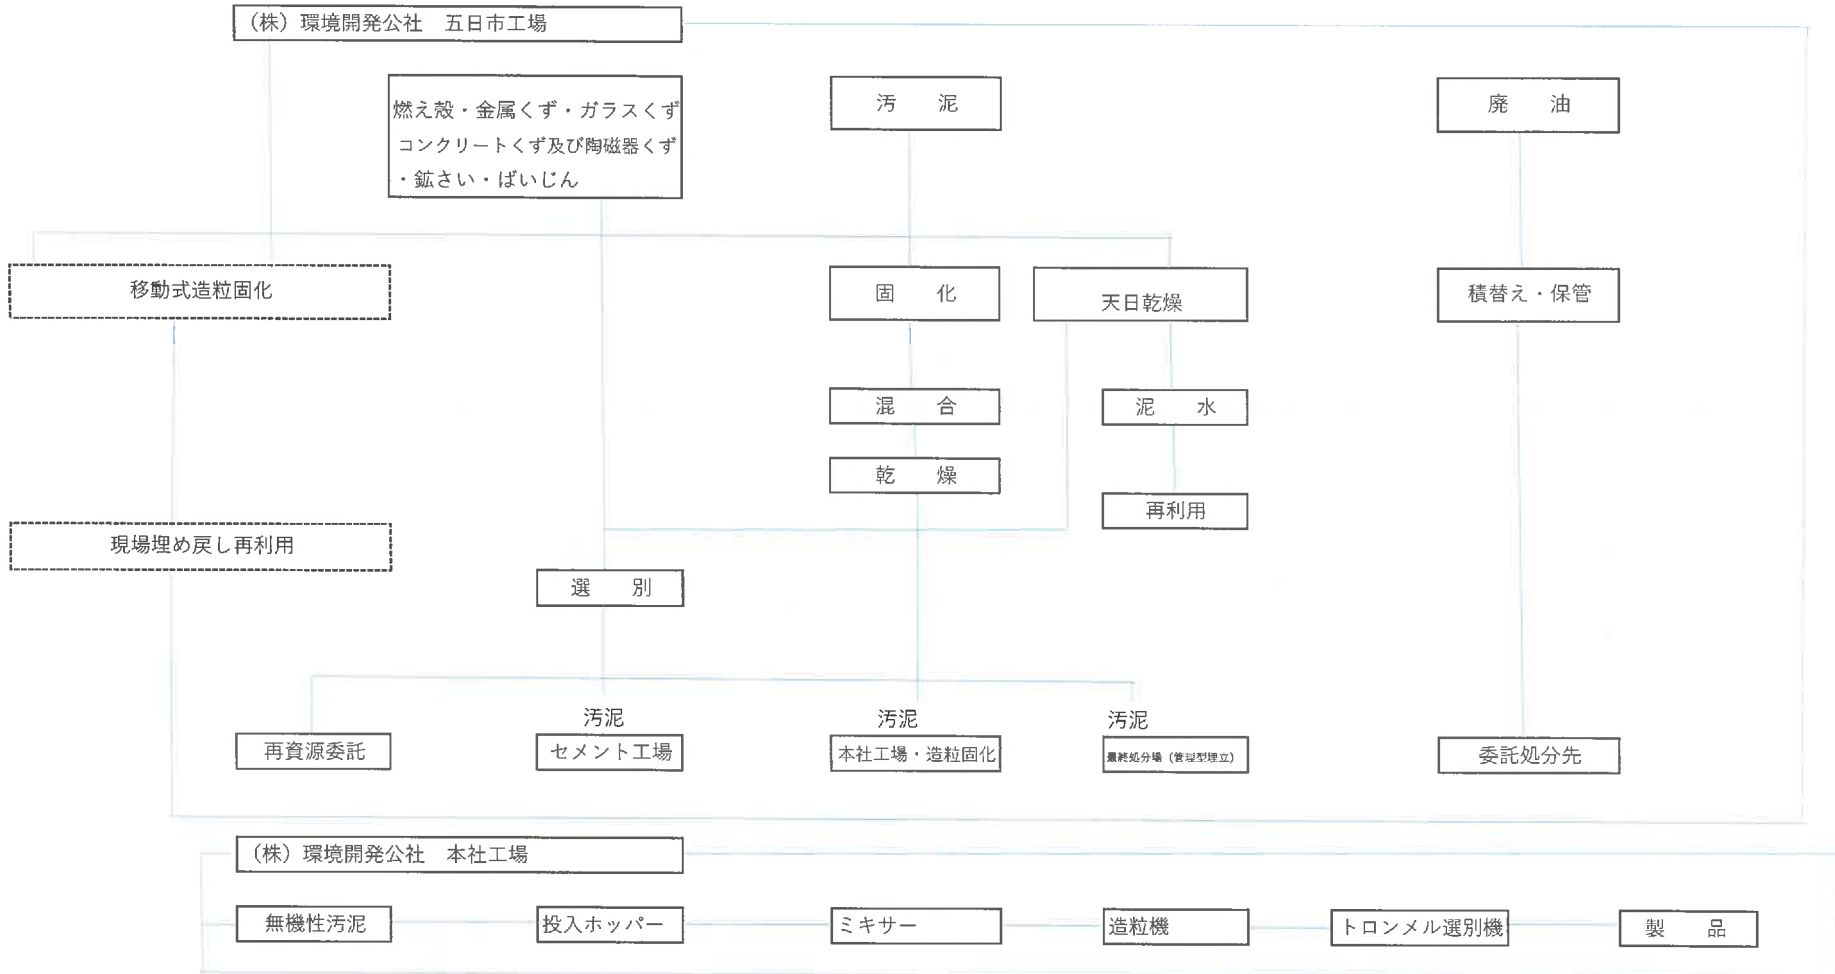 (株)環境開発公社　五日市工場
燃え殻・金属くず・ガラスくず
コンクリートくず及び陶磁器くず
・鉱さい・ばいじん
汚　泥
廃　油
移動式造粒固化
固　化
天日乾燥
積替え・保管
混　合
泥　水
乾　燥
再利用
現場埋め戻し再利用
選　別
汚泥
汚泥
汚泥
再資源委託
セメント工場
本社工場・造粒固化
最終処分場(管理型埋立)
委託処分先
(株)環境開発公社　本社工場
無機性汚泥
投入ホッパー
ミキサー
造粒機
トロンメル選別機
製　品